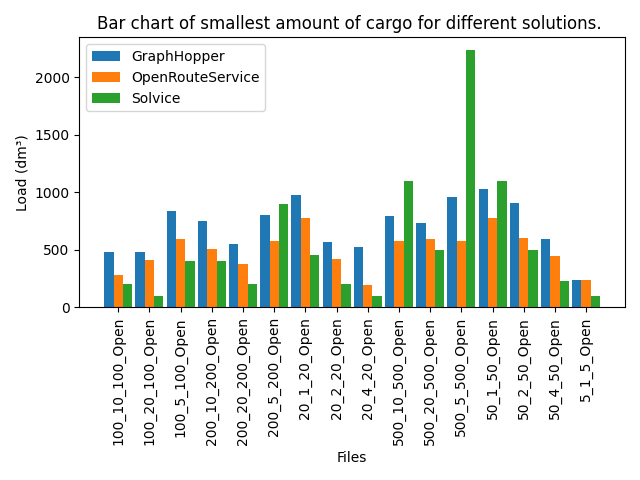 Bar chart of smallest amount of cargo for different solutions.
GraphHopper
OpenRouteService
Solvice
Load (dm³)
2000
1500
1000
500
0
100_10_100_Open
100_20_100_Open
100_5_100_Open
200_10_200_Open
200_20_200_Open
200_5_200_Open
20_1_20_Open
20_2_20_Open
20_4_20_Open
500_10_500_Open
500_20_500_Open
500_5_500_Open
50_1_50_Open
50_2_50_Open
50_4_50_Open
5_1_5_Open
Files